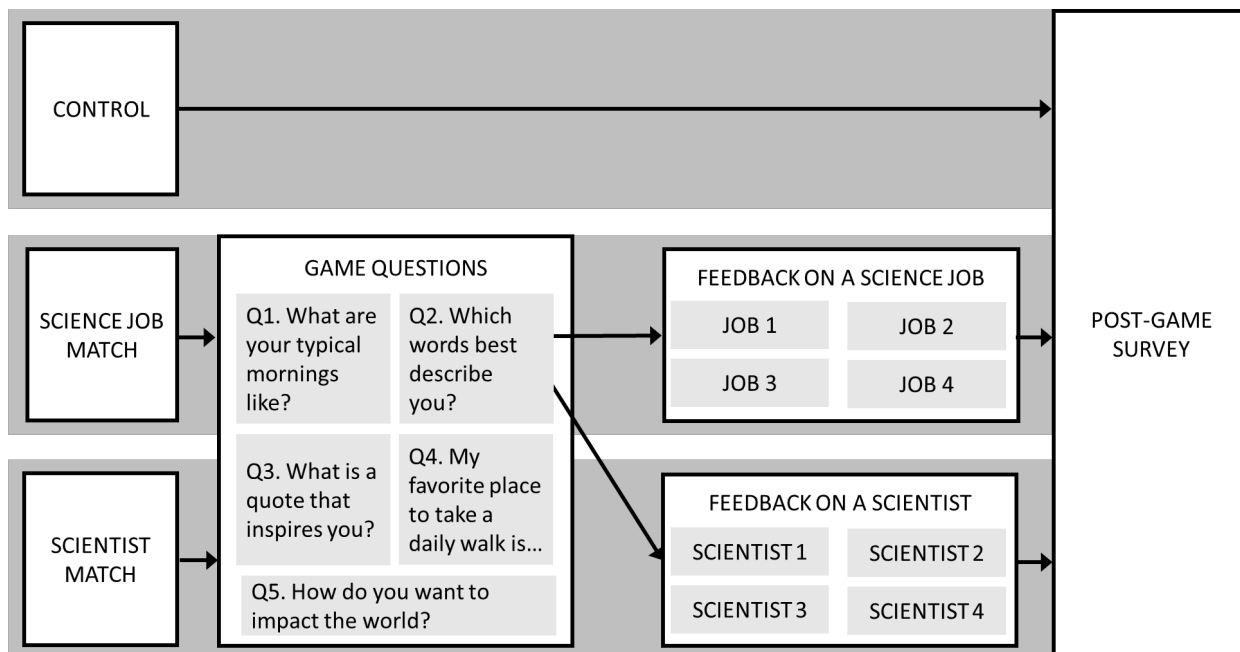 CONTROL
SCIENCE JOB
MATCH
SCIENTIST
MATCH
GAME QUESTIONS
Q1. What are
your typical
mornings
like?
Q2. Which
words best
describe
you?
Q3. What is a
quote that
inspires you?
Q4. My
favorite place
to take a
daily walk is...
Q5. How do you want to
impact the world?
FEEDBACK ON A SCIENCE JOB
JOB 1
JOB 2
JOB 3
JOB 4
FEEDBACK ON A SCIENTIST
SCIENTIST 1
SCIENTIST 2
SCIENTIST 3
SCIENTIST 4
POST-GAME
SURVEY